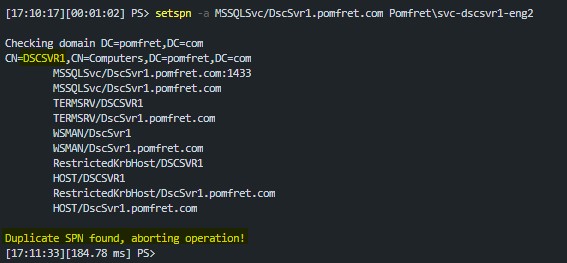 [17:10:17][00:01:02] PS> setspn -a MSSQLSvc/DscSvr1.pomfret.com Pomfret\svc-dscsvr1-eng2
Checking domain DC=pomfret,DC=com
CN=DSCSVR1,CN=Computers,DC=pomfret,DC=com
MSSQLSvc/DscSvr1.pomfret.com:1433
MSSQLSvc/DscSvr1.pomfret.com
TERMSRV/DSCSVR1
TERMSRV/DscSvr1.pomfret.com
WSMAN/DscSvr1
WSMAN/DscSvr1.pomfret.com
RestrictedKrbHost/DSCSVR1
HOST/DSCSVR1
RestrictedKrbHost/DscSvr1.pomfret.com
HOST/DscSvr1.pomfret.com
Duplicate SPN found, aborting operation!
[17:11:33][184.78 ms] PS>